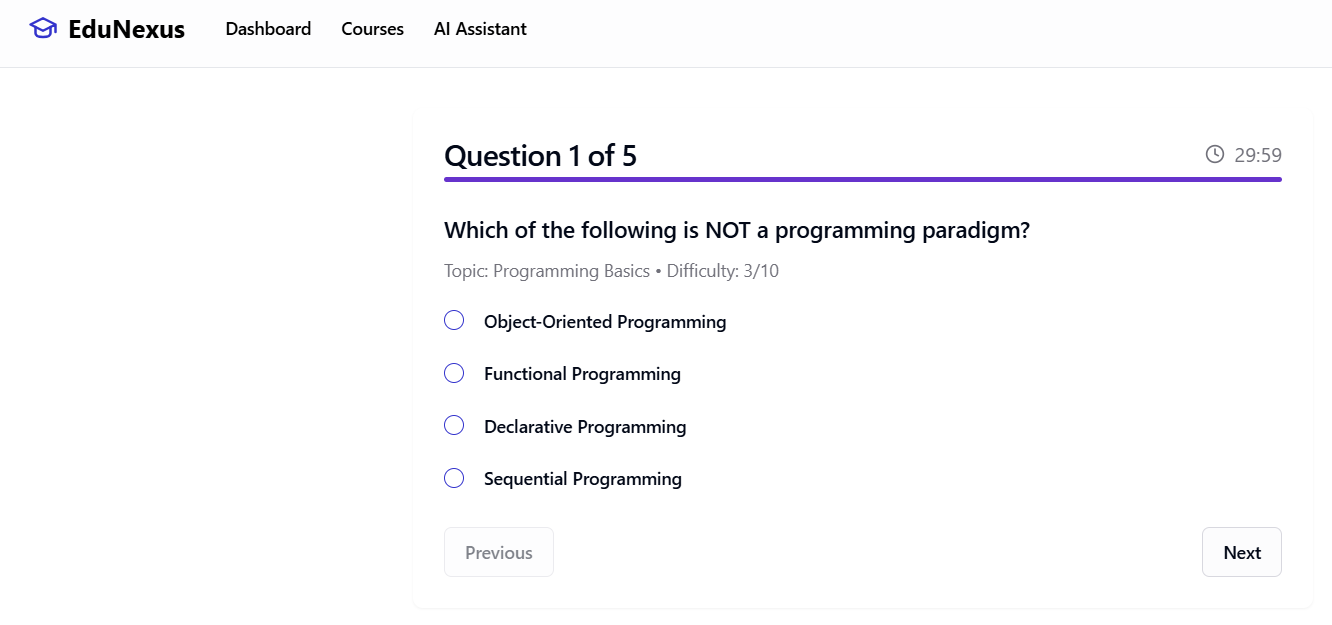 EduNexus Dashboard Courses AI Assistant
Question 1 of 5 29:59
Which of the following is NOT a programming paradigm?
Topic: Programming Basics • Difficulty: 3/10
Object-Oriented Programming
Functional Programming
Declarative Programming
Sequential Programming
Previous Next